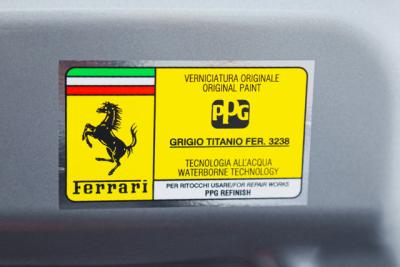 VERNICIATURA ORIGINALE
ORIGINAL PAINT
PPG
GRIGIO TITANIO FER. 3238
TECNOLOGIA ALL'ACQUA
WATERBORNE TECHNOLOGY
PER RITOCCHI USARE/FOR REPAIR WORKS
PPG REFINISH
Ferrari